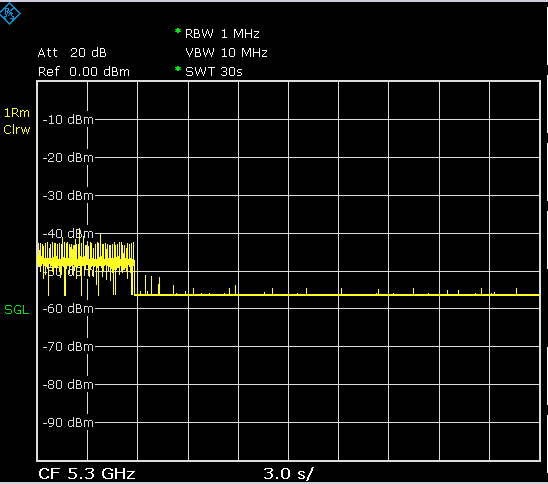 RBW 1 MHz
Att 20 dB VBW 10 MHz
Ref 0.00 dBm SWT 30s
1Rm
Clrw
-10 dBm
-20 dBm
-30 dBm
-40 dBm
-50 dBm
SGL
-60 dBm
-70 dBm
-80 dBm
-90 dBm
CF 5.3 GHz 3.0 s/